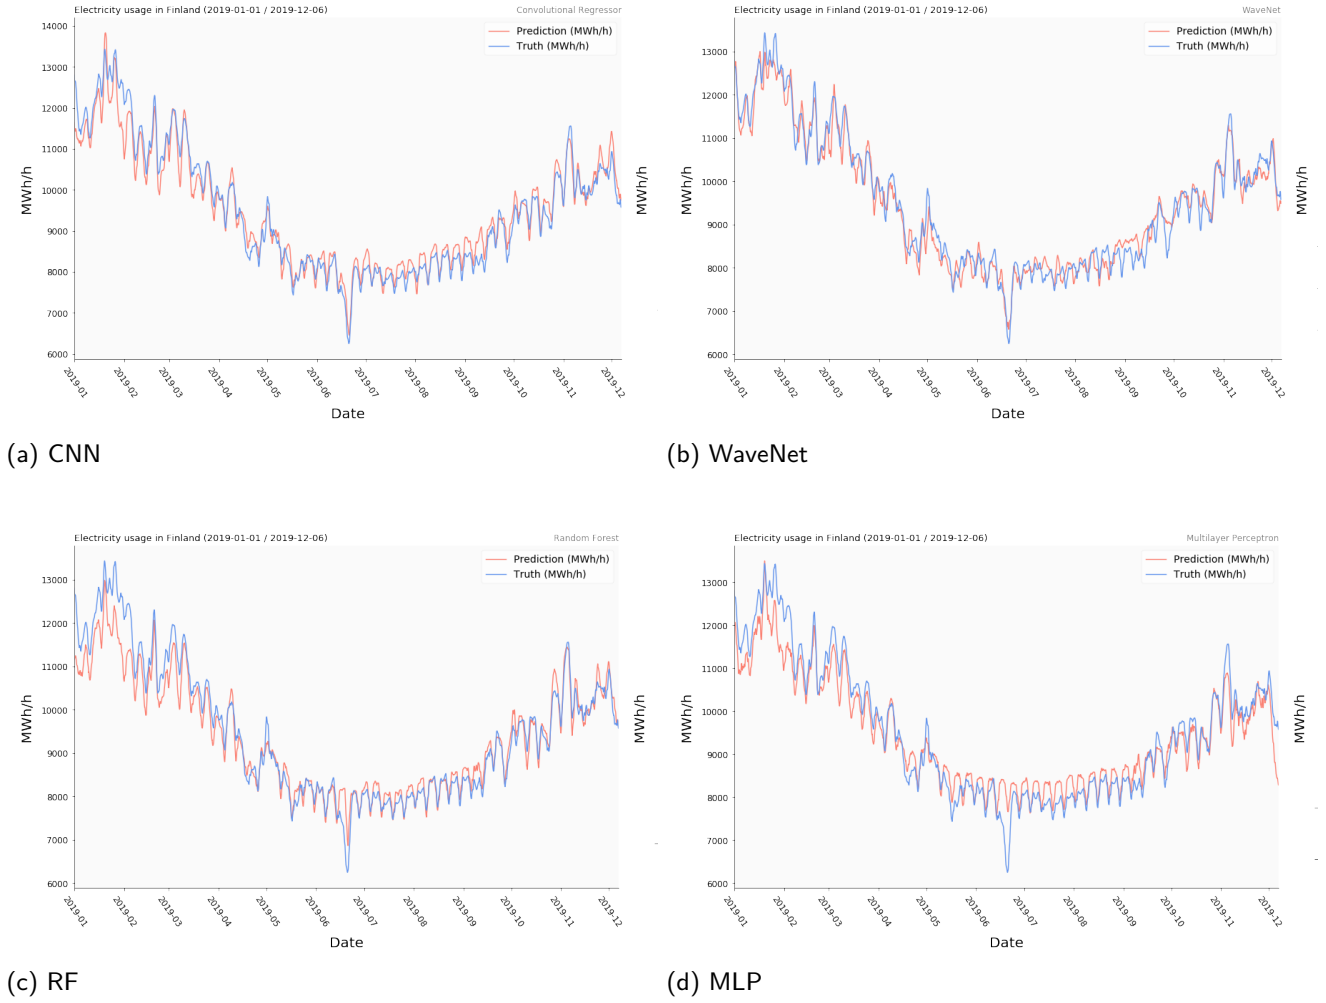 Electricity usage in Finland (2019-01-01 / 2019-12-06)
Convolutional Regressor
Prediction (MWh/h)
Truth (MWh/h)
14000
13000
12000
11000
10000
9000
8000
7000
6000
MWh/h
2019-01
2019-02
2019-03
2019-04
2019-05
2019-06
2019-07
2019-08
2019-09
2019-10
2019-11
2019-12
Date
MWh/h
(a) CNN
Electricity usage in Finland (2019-01-01 / 2019-12-06)
WaveNet
Prediction (MWh/h)
Truth (MWh/h)
13000
12000
11000
10000
9000
8000
7000
6000
MWh/h
2019-01
2019-02
2019-03
2019-04
2019-05
2019-06
2019-07
2019-08
2019-09
2019-10
2019-11
2019-12
Date
MWh/h
(b) WaveNet
Electricity usage in Finland (2019-01-01 / 2019-12-06)
Random Forest
Prediction (MWh/h)
Truth (MWh/h)
13000
12000
11000
10000
9000
8000
7000
6000
MWh/h
2019-01
2019-02
2019-03
2019-04
2019-05
2019-06
2019-07
2019-08
2019-09
2019-10
2019-11
2019-12
Date
MWh/h
(c) RF
Electricity usage in Finland (2019-01-01 / 2019-12-06)
Multilayer Perceptron
Prediction (MWh/h)
Truth (MWh/h)
13000
12000
11000
10000
9000
8000
7000
6000
MWh/h
2019-01
2019-02
2019-03
2019-04
2019-05
2019-06
2019-07
2019-08
2019-09
2019-10
2019-11
2019-12
Date
MWh/h
(d) MLP